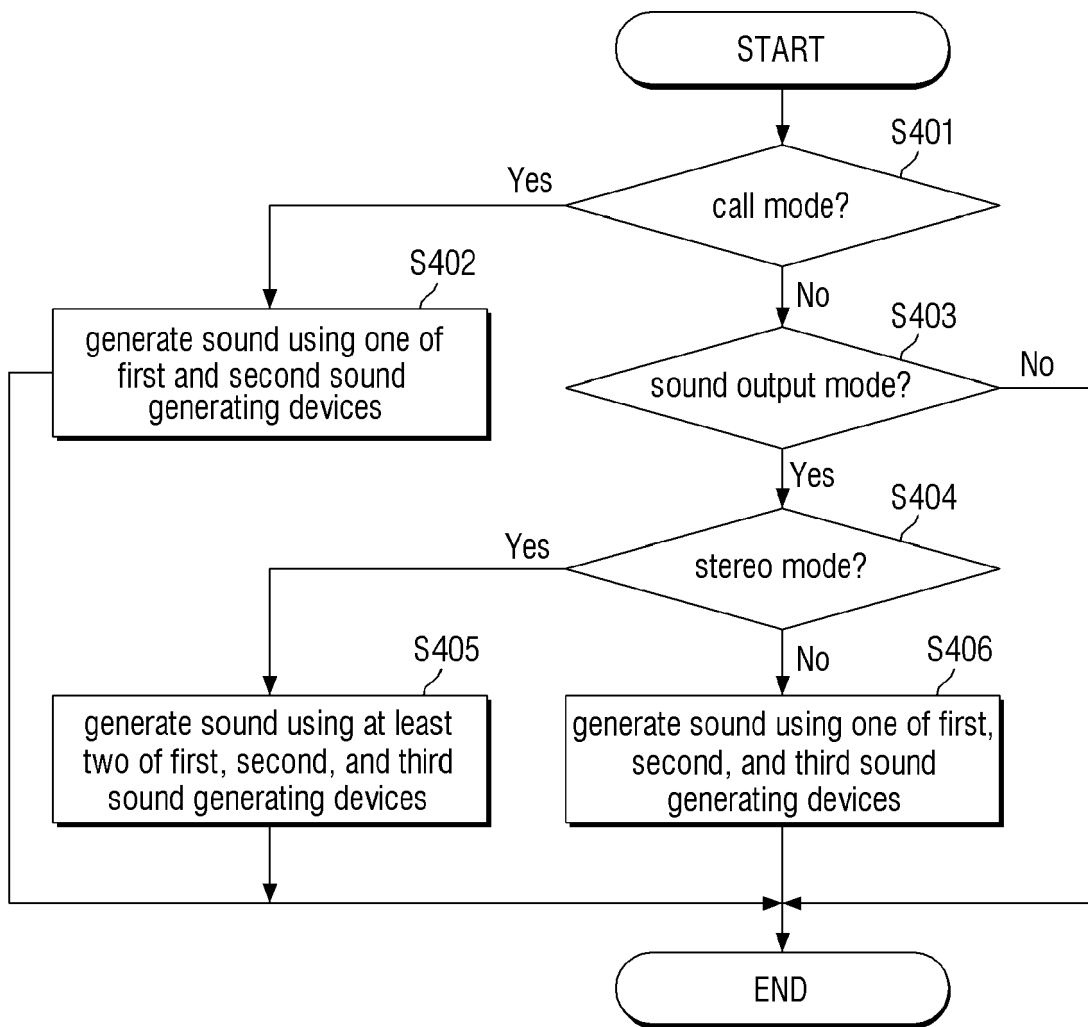 START
S401
call mode?
Yes
No
S402
generate sound using one of
first and second sound
generating devices
S403
sound output mode?
No
Yes
S404
stereo mode?
Yes
No
S405
generate sound using at least
two of first, second, and third
sound generating devices
S406
generate sound using one of first,
second, and third sound
generating devices
END